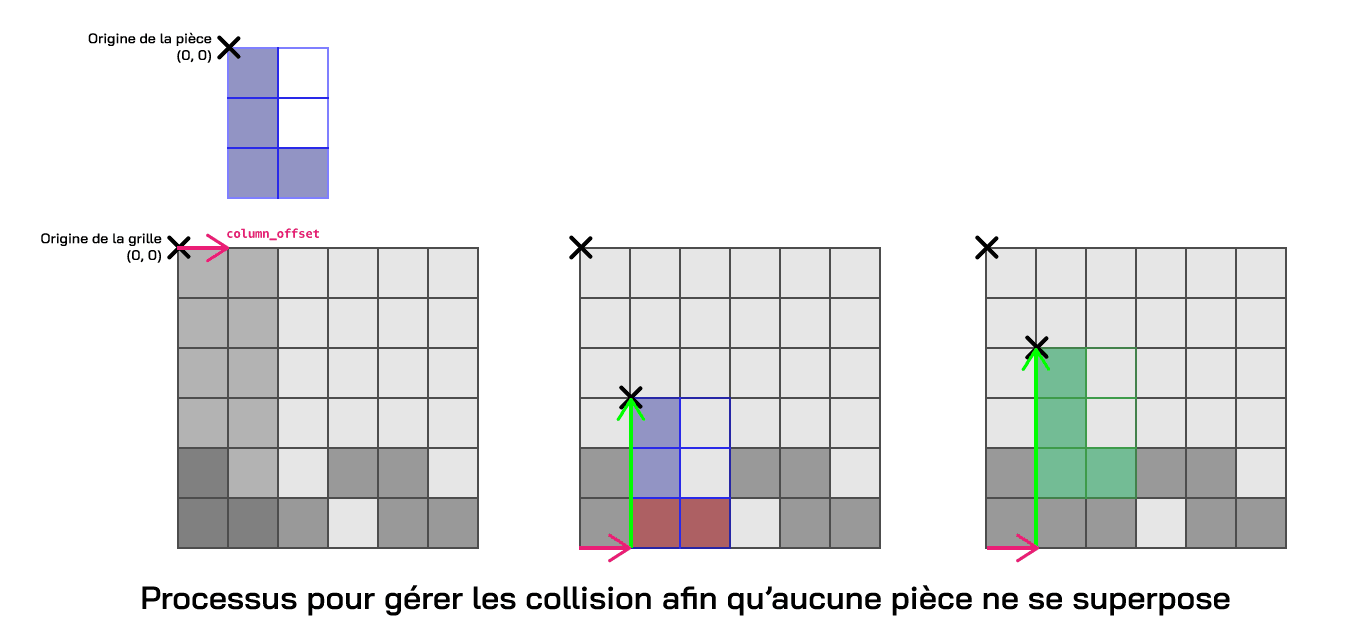 Origine de la pièce
(0, 0)
Origine de la grille
(0, 0)
column_offset
Processus pour gérer les collision afin qu'aucune pièce ne se superpose